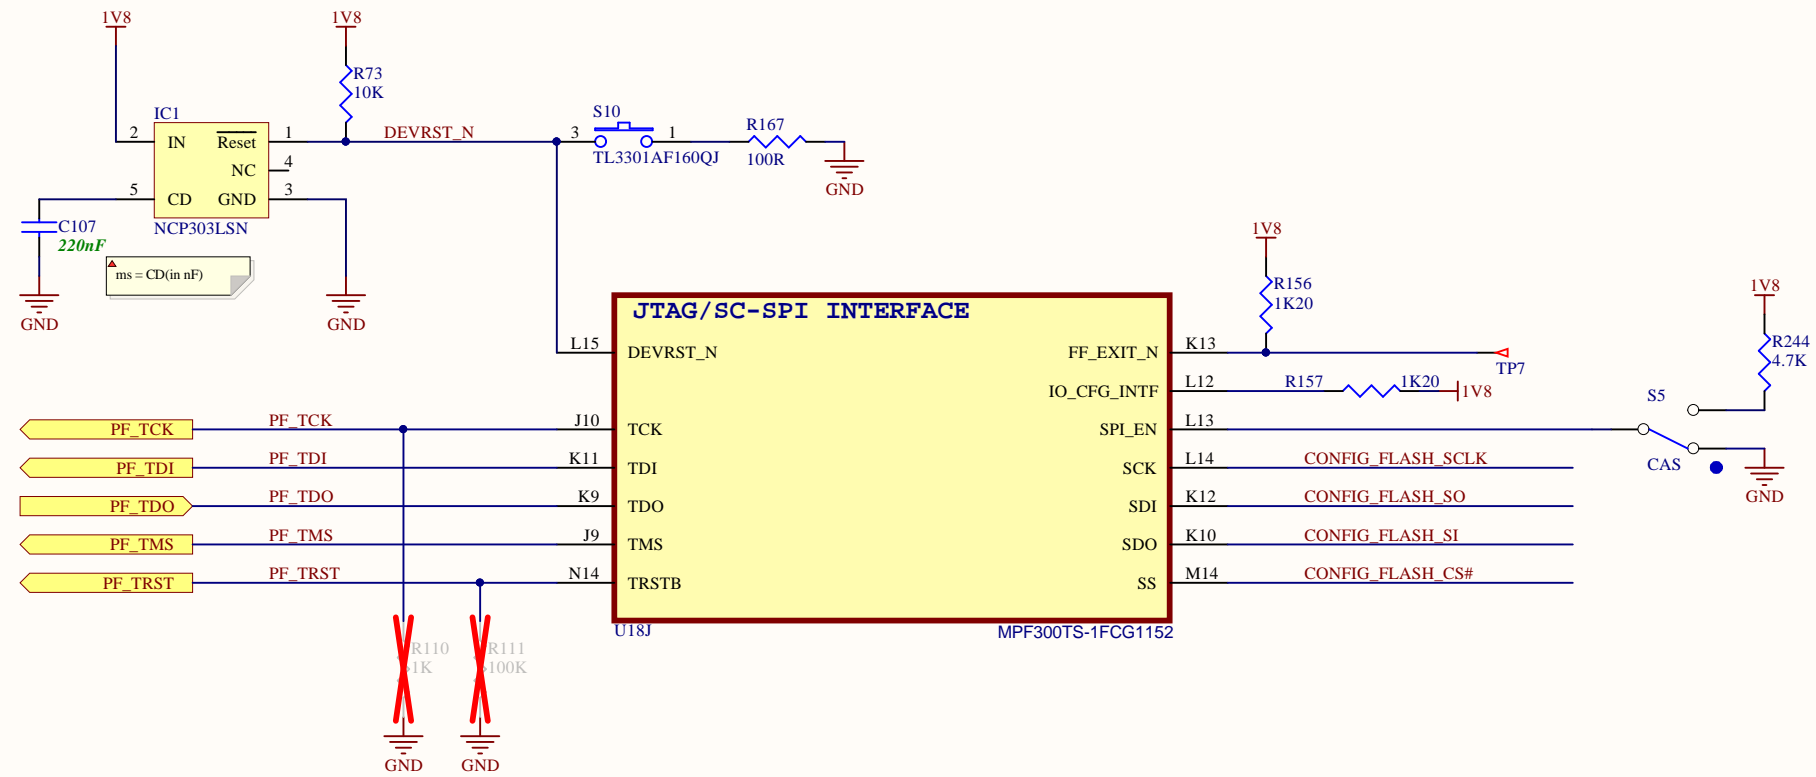 1V8
1V8
R73
10K
IC1
2
IN
Reset
1
DEVRST_N
NC
4
5
CD
GND
3
NCP303LSN
C107
220nF
ms = CD(in nF)
GND
GND
S10
3
1
TL3301AF160QJ
R167
100R
GND
JTAG/SC-SPI INTERFACE
L15
DEVRST_N
PF_TCK
PF_TCK
J10
TCK
PF_TDI
PF_TDI
K11
TDI
PF_TDO
PF_TDO
K9
TDO
PF_TMS
PF_TMS
J9
TMS
PF_TRST
PF_TRST
N14
TRSTB
R110
1K
R111
100K
GND
GND
U18J
MPF300TS-1FCG1152
1V8
R156
1K20
FF_EXIT_N
K13
TP7
IO_CFG_INTF
L12
R157
1K20
1V8
SPI_EN
L13
SCK
L14
CONFIG_FLASH_SCLK
SDI
K12
CONFIG_FLASH_SO
SDO
K10
CONFIG_FLASH_SI
SS
M14
CONFIG_FLASH_CS#
1V8
R244
4.7K
S5
CAS
GND